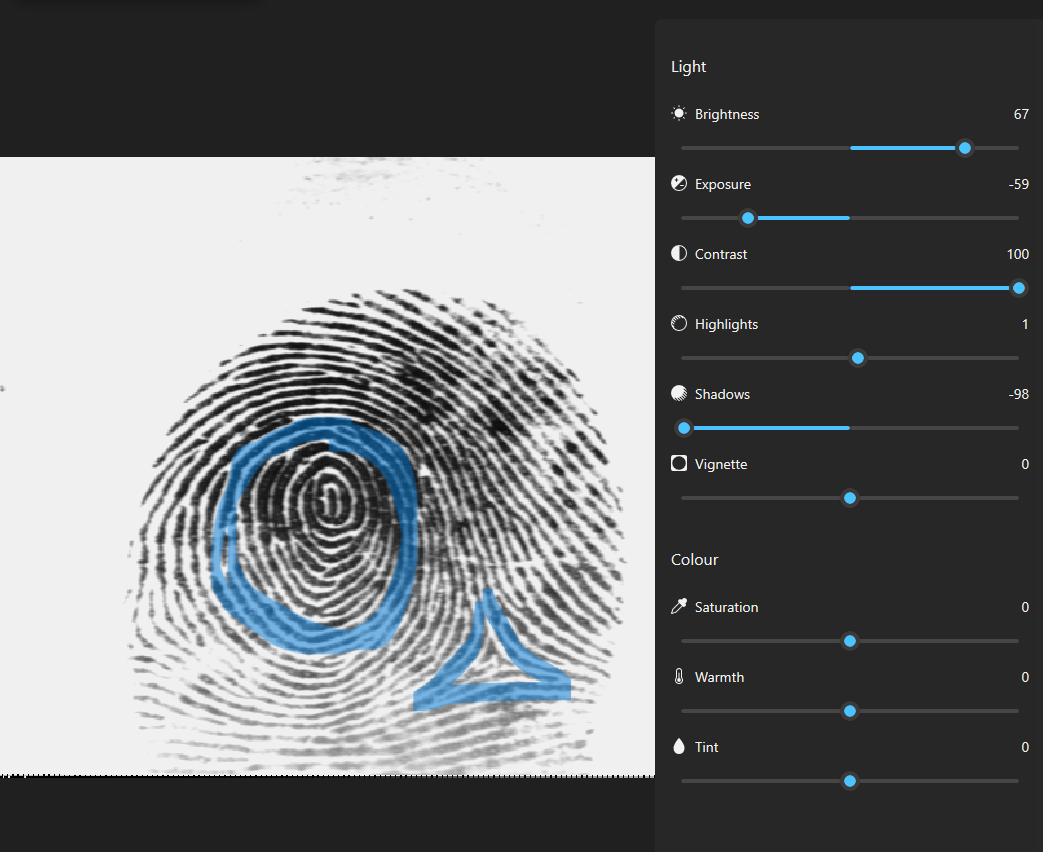 Light
Brightness 67
Exposure -59
Contrast 100
Highlights 1
Shadows -98
Vignette 0
Colour
Saturation 0
Warmth 0
Tint 0